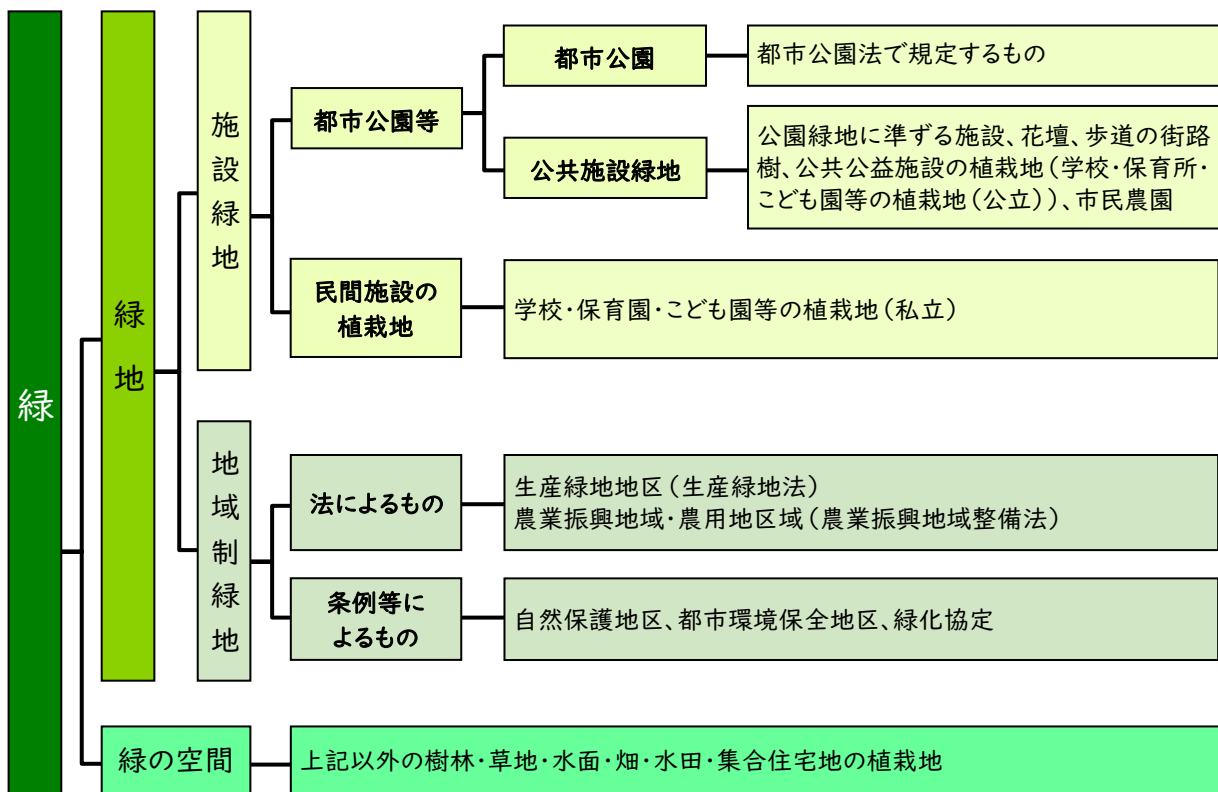 緑
緑地
施設緑地
都市公園等
都市公園
都市公園法で規定するもの
公共施設緑地
公園緑地に準ずる施設、花壇、歩道の街路
樹、公共公益施設の植栽地（学校・保育所・
こども園等の植栽地（公立））、市民農園
民間施設の
植栽地
学校・保育園・こども園等の植栽地（私立）
地域制緑地
法によるもの
生産緑地地区（生産緑地法）
農業振興地域・農用地区域（農業振興地域整備法）
条例等に
よるもの
自然保護地区、都市環境保全地区、緑化協定
緑の空間
上記以外の樹林・草地・水面・畑・水田・集合住宅地の植栽地